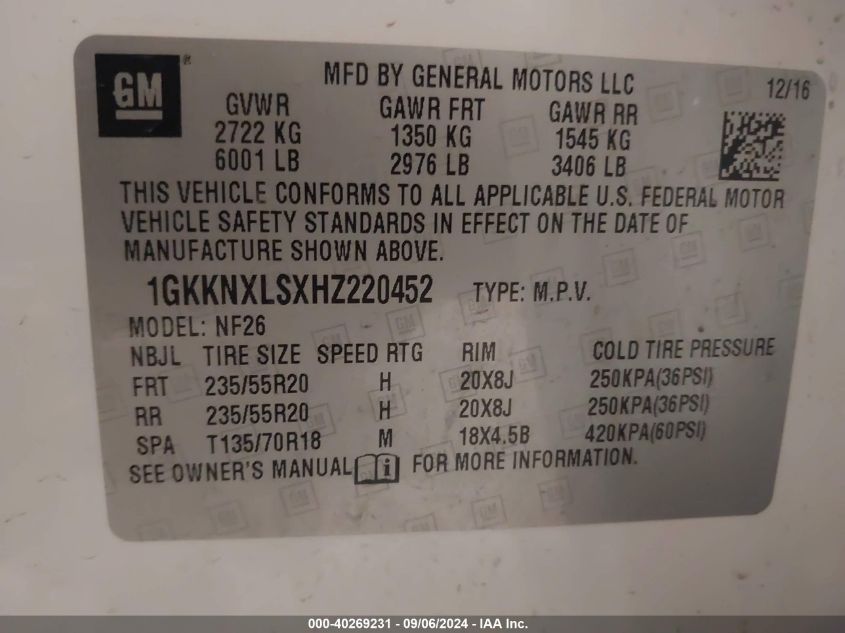 GM
MFD BY GENERAL MOTORS LLC 12/16
GVWR GAWR FRT GAWR RR
2722 KG 1350 KG 1545 KG
6001 LB 2976 LB 3406 LB
THIS VEHICLE CONFORMS TO ALL APPLICABLE U.S. FEDERAL MOTOR
VEHICLE SAFETY STANDARDS IN EFFECT ON THE DATE OF
MANUFACTURE SHOWN ABOVE.
1GKKNXLSXHZ220452 TYPE: M.P.V.
MODEL: NF26
NBJL TIRE SIZE SPEED RTG RIM COLD TIRE PRESSURE
FRT 235/55R20 H 20X8J 250KPA(36PSI)
RR 235/55R20 H 20X8J 250KPA(36PSI)
SPA T135/70R18 M 18X4.5B 420KPA(60PSI)
SEE OWNER'S MANUAL i FOR MORE INFORMATION.
000-40269231 - 09/06/2024 - IAA Inc.